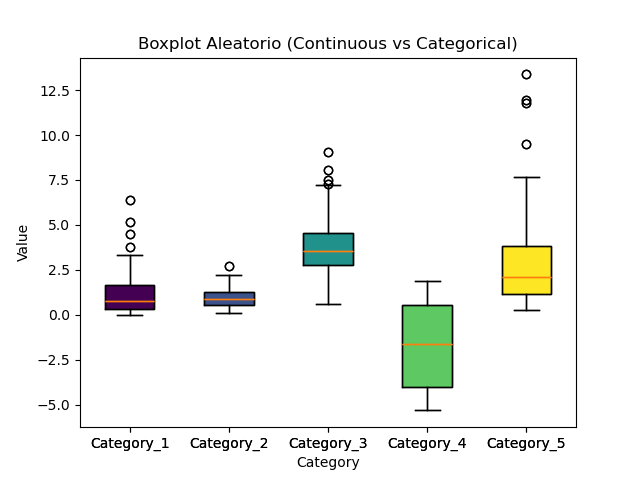 Boxplot Aleatorio (Continuous vs Categorical)
12.5
10.0
7.5
5.0
2.5
0.0
−2.5
−5.0
Value
Category_1 Category_2 Category_3 Category_4 Category_5
Category